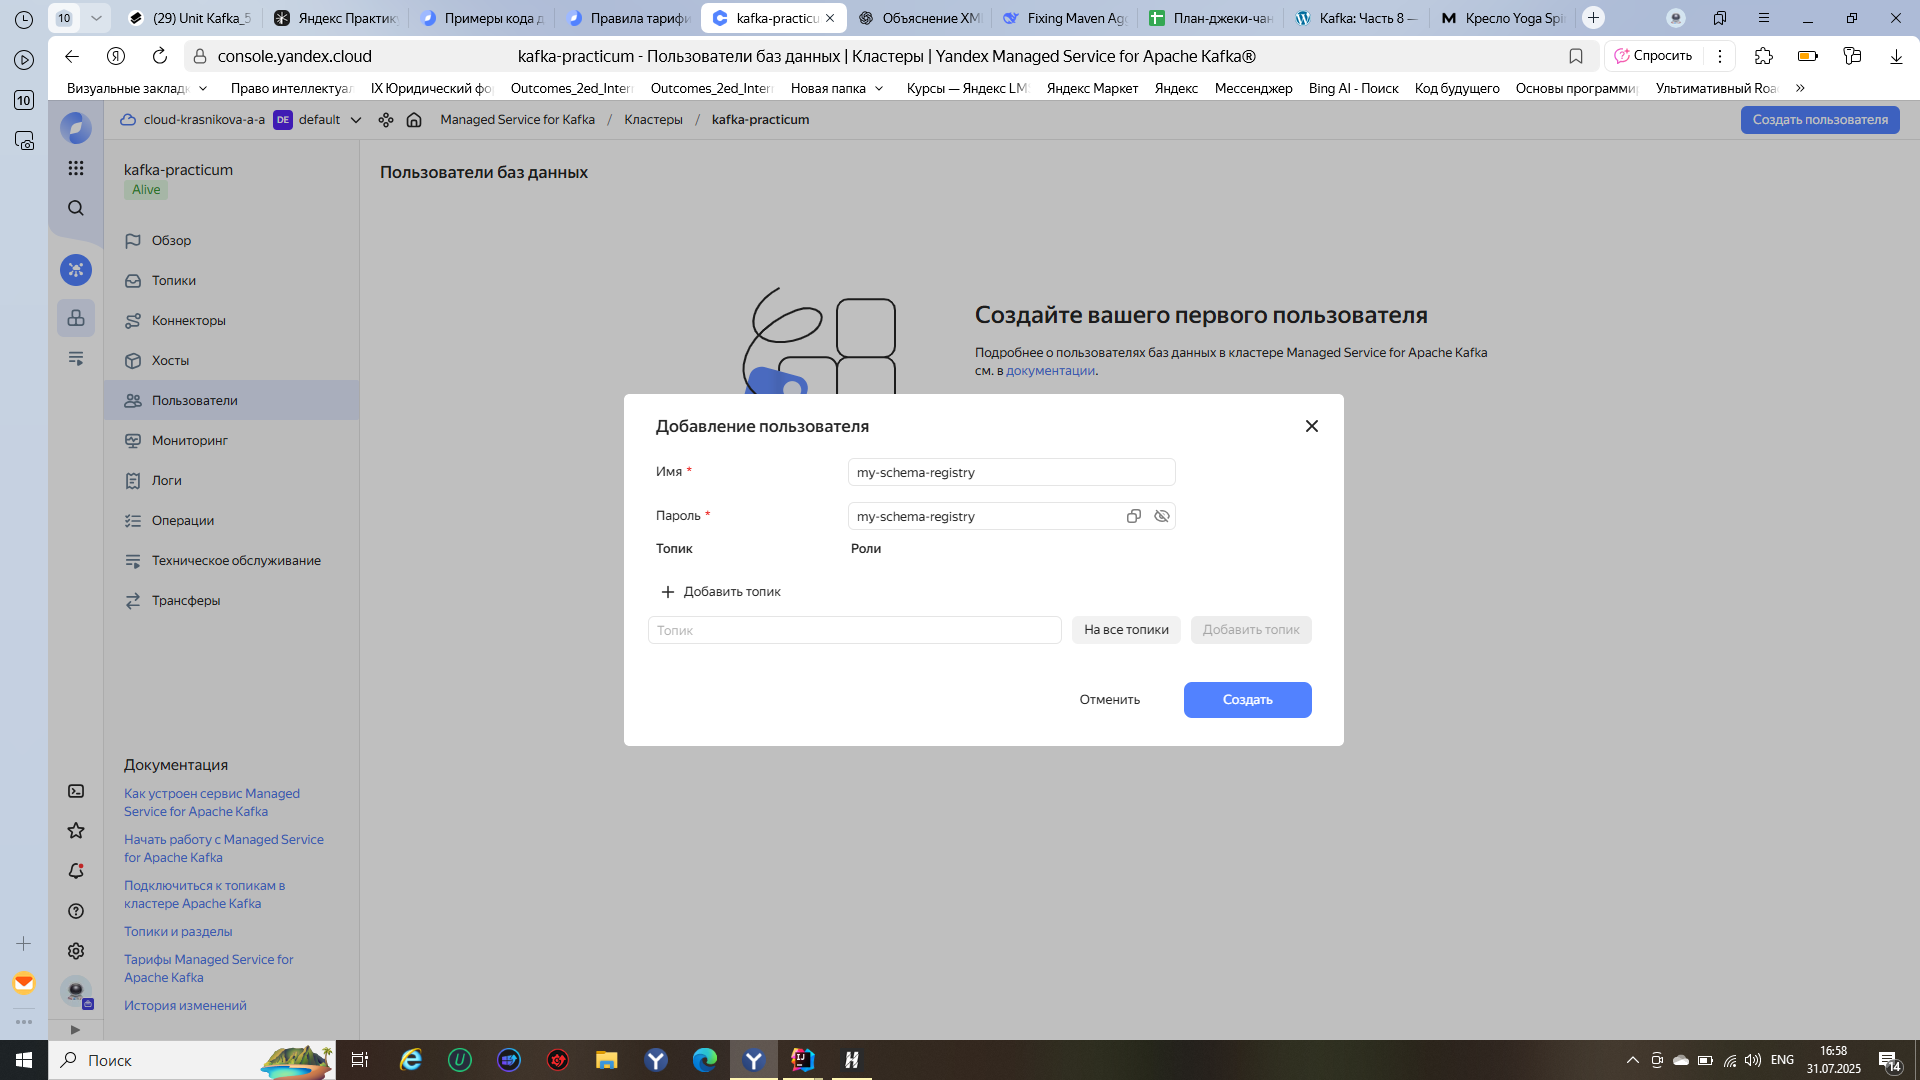 10
(29) Unit Kafka_5
Яндекс Практик
Примеры кода д
Правила тарифи
kafka-practicu
Объяснение XM
Fixing Maven Ag
План-джеки-чан
Kafka: Часть 8 —
Кресло Yoga Spi
console.yandex.cloud
kafka-practicum - Пользователи баз данных | Кластеры | Yandex Managed Service for Apache Kafka®
Спросить
Визуальные заклад
Право интеллектуал
IX Юридический фо
Outcomes_2ed_Inter
Outcomes_2ed_Inter
Новая папка
Курсы — Яндекс LM
Яндекс Маркет
Яндекс
Мессенджер
Bing AI - Поиск
Код будущего
Основы программи
Ультимативный Roa
10
cloud-krasnikova-a-a
DE
default
Managed Service for Kafka / Кластеры / kafka-practicum
Создать пользователя
kafka-practicum
Alive
Обзор
Топики
Коннекторы
Хосты
Пользователи
Мониторинг
Логи
Операции
Техническое обслуживание
Трансферы
Документация
Как устроен сервис Managed
Service for Apache Kafka
Начать работу с Managed Service
for Apache Kafka
Подключиться к топикам в
кластере Apache Kafka
Топики и разделы
Тарифы Managed Service for
Apache Kafka
История изменений
Пользователи баз данных
Создайте вашего первого пользователя
Подробнее о пользователях баз данных в кластере Managed Service for Apache Kafka
см. в документации.
Добавление пользователя
Имя *
my-schema-registry
Пароль *
my-schema-registry
Топик
Роли
Добавить топик
Топик
На все топики
Добавить топик
Отменить
Создать
Поиск
ENG
16:58
31.07.2025
14